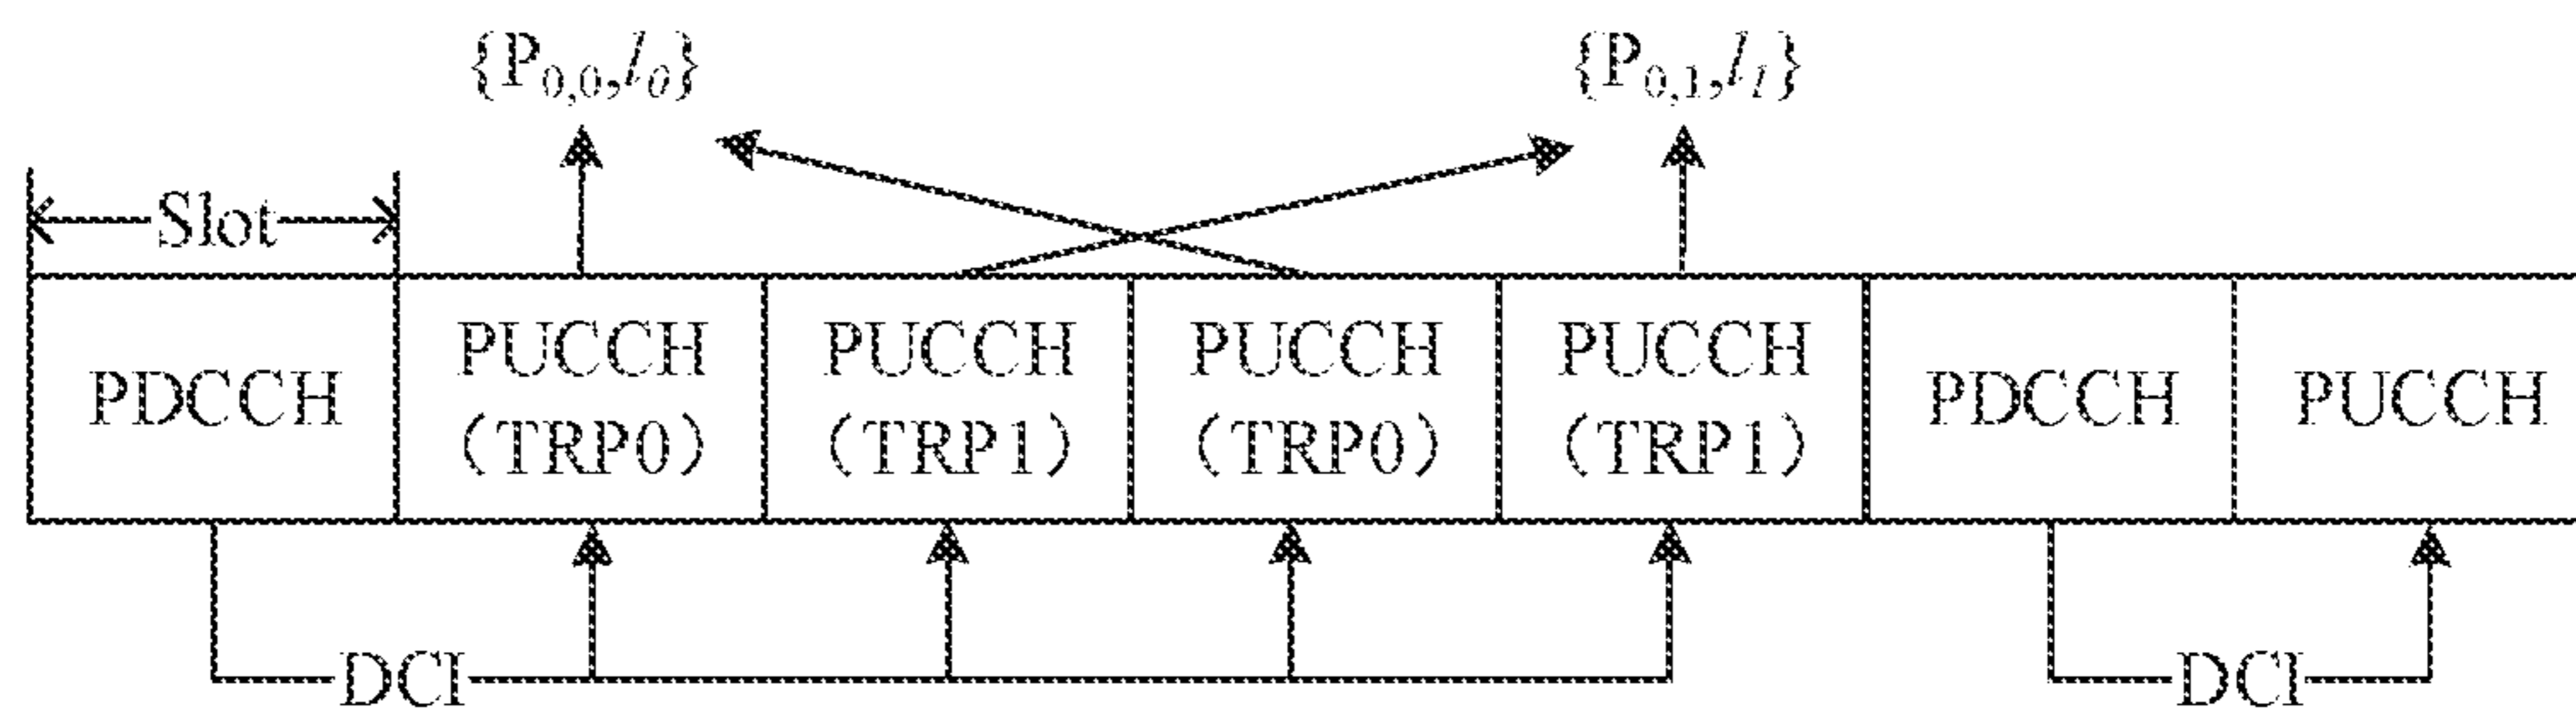 {P0,0,l0} {P0,1,l1}
Slot
PDCCH
PUCCH
（TRP0）
PUCCH
（TRP1）
PUCCH
（TRP0）
PUCCH
（TRP1）
PDCCH
PUCCH
DCI
DCI